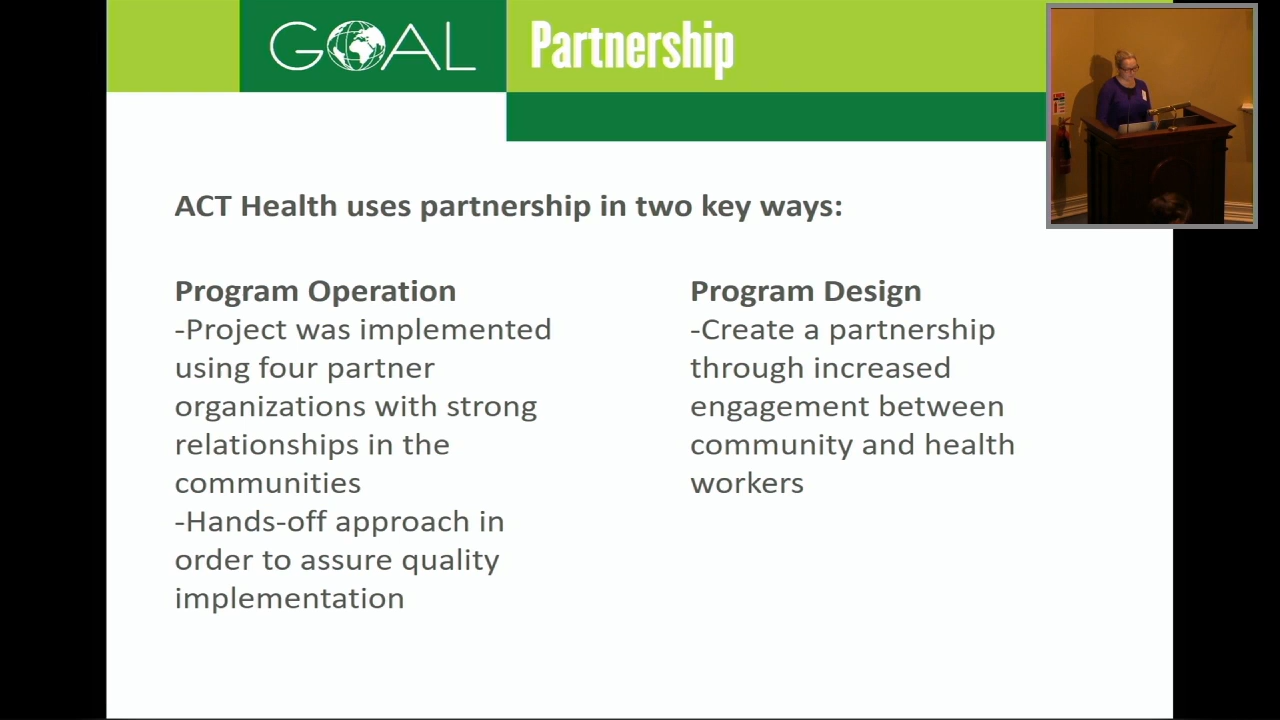 GOAL
Partnership
ACT Health uses partnership in two key ways:
Program Operation
-Project was implemented
using four partner
organizations with strong
relationships in the
communities
-Hands-off approach in
order to assure quality
implementation
Program Design
-Create a partnership
through increased
engagement between
community and health
workers